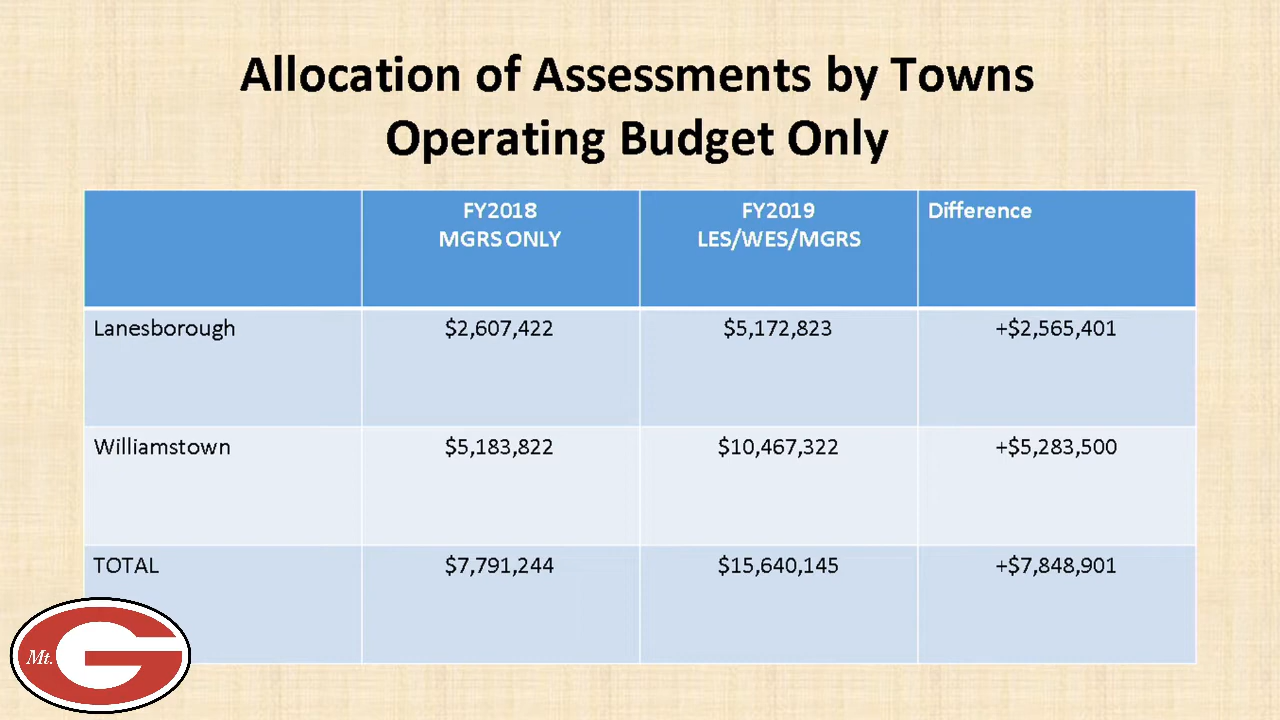 Allocation of Assessments by Towns
Operating Budget Only
FY2018 FY2019 Difference
MGRS ONLY LES/WES/MGRS
Lanesborough $2,607,422 $5,172,823 +$2,565,401
Williamstown $5,183,822 $10,467,322 +$5,283,500
TOTAL $7,791,244 $15,640,145 +$7,848,901
Mt. G